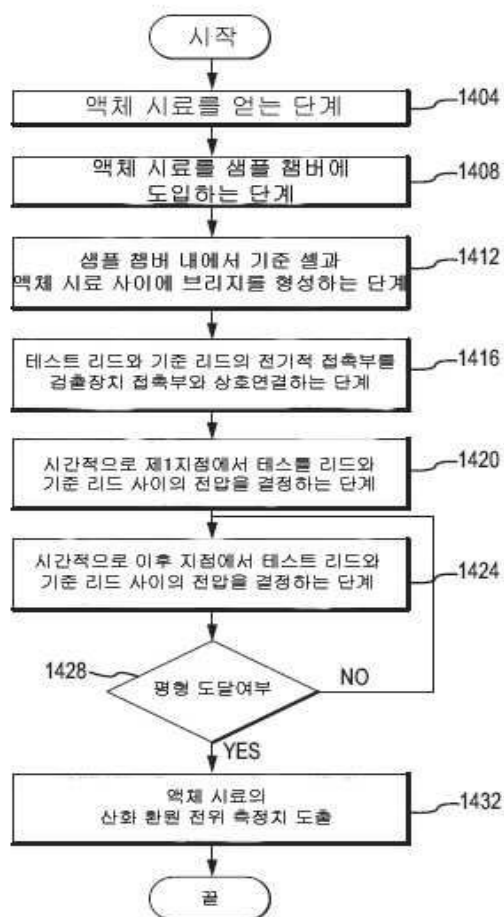 시작
액체 시료를 얻는 단계
1404
액체 시료를 샘플 챔버에
도입하는 단계
1408
샘플 챔버 내에서 기준 셀과
액체 시료 사이에 브리지를 형성하는 단계
1412
테스트 리드와 기준 리드의 전기적 접촉부를
검출장치 접촉부와 상호연결하는 단계
1416
시간적으로 제1지점에서 테스틀 리드와
기준 리드 사이의 전압을 결정하는 단계
1420
시간적으로 이후 지점에서 테스트 리드와
기준 리드 사이의 전압을 결정하는 단계
1424
1428
평형 도달여부
NO
YES
액체 시료의
산화 환원 전위 측정치 도출
1432
끝